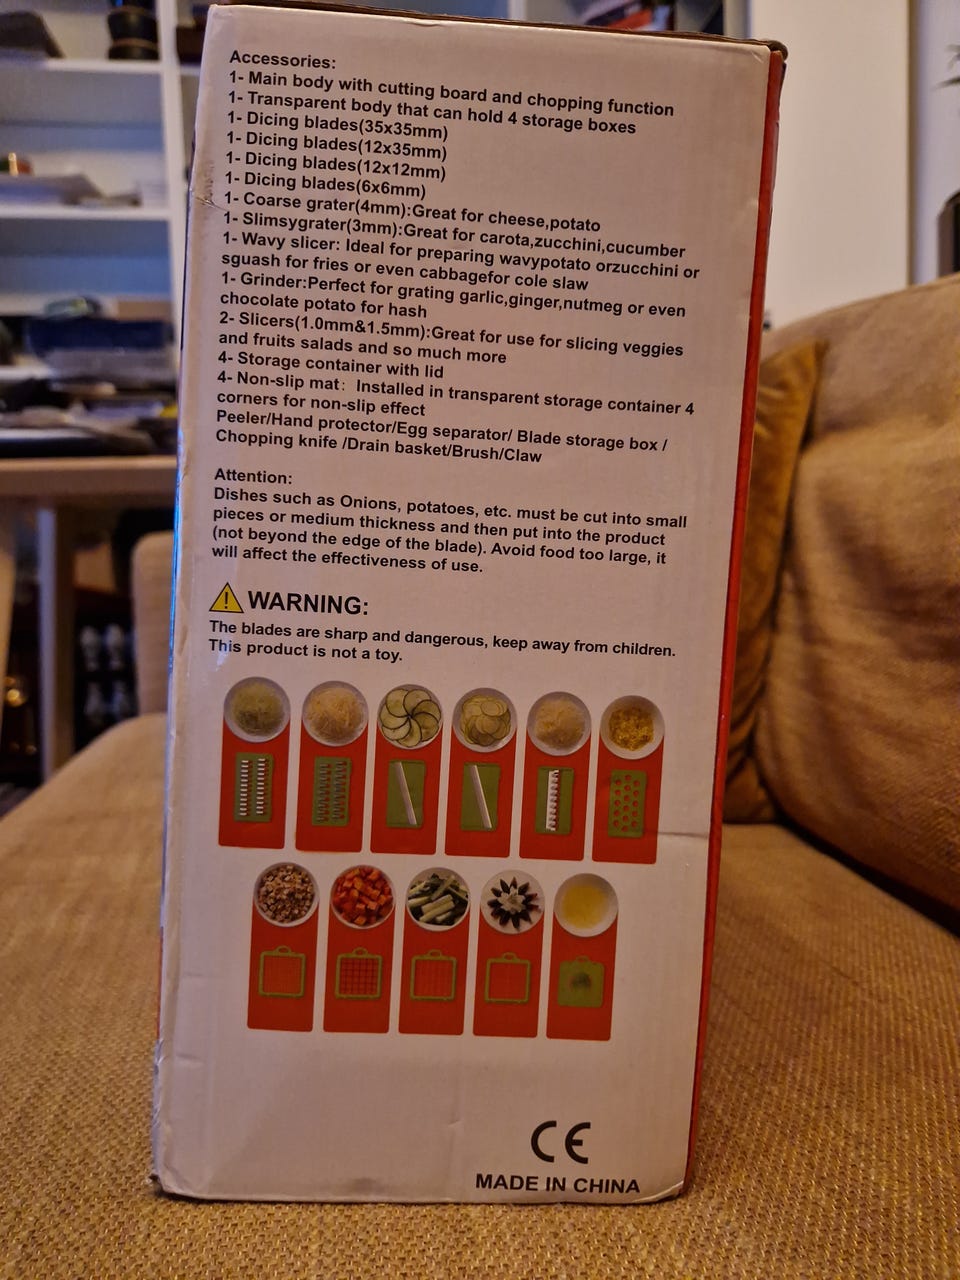 Accessories:
1- Main body with cutting board and chopping function
1- Transparent body that can hold 4 storage boxes
1- Dicing blades(35x35mm)
1- Dicing blades(12x35mm)
1- Dicing blades(12x12mm)
1- Dicing blades(6x6mm)
1- Coarse grater(4mm):Great for cheese,potato
1- Slimsygrater(3mm):Great for carota,zucchini,cucumber
1- Wavy slicer: Ideal for preparing wavypotato orzucchini or
sguash for fries or even cabbagefor cole slaw
1- Grinder:Perfect for grating garlic,ginger,nutmeg or even
chocolate potato for hash
2- Slicers(1.0mm&1.5mm):Great for use for slicing veggies
and fruits salads and so much more
4- Storage container with lid
4- Non-slip mat: Installed in transparent storage container 4
corners for non-slip effect
Peeler/Hand protector/Egg separator/ Blade storage box /
Chopping knife /Drain basket/Brush/Claw
Attention:
Dishes such as Onions, potatoes, etc. must be cut into small
pieces or medium thickness and then put into the product
(not beyond the edge of the blade). Avoid food too large, it
will affect the effectiveness of use.
WARNING:
The blades are sharp and dangerous, keep away from children.
This product is not a toy.
CE
MADE IN CHINA